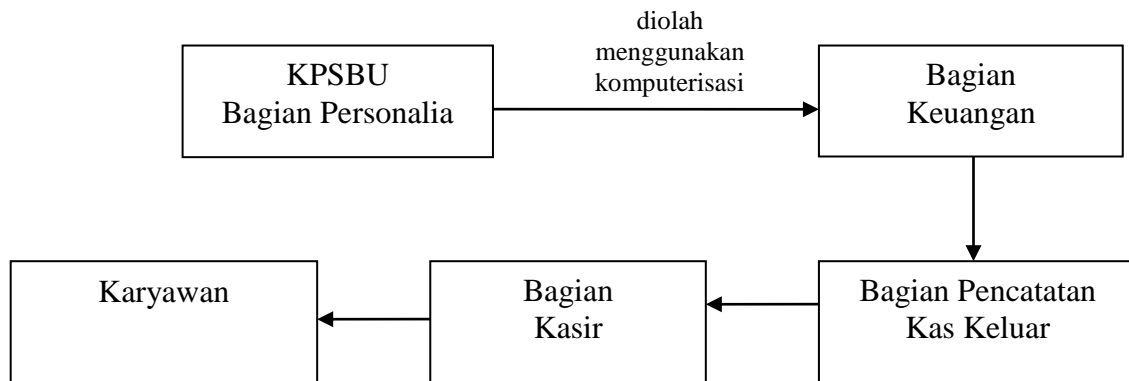 diolah
menggunakan
komputerisasi
KPSBU
Bagian Personalia
Bagian
Keuangan
Karyawan
Bagian
Kasir
Bagian Pencatatan
Kas Keluar